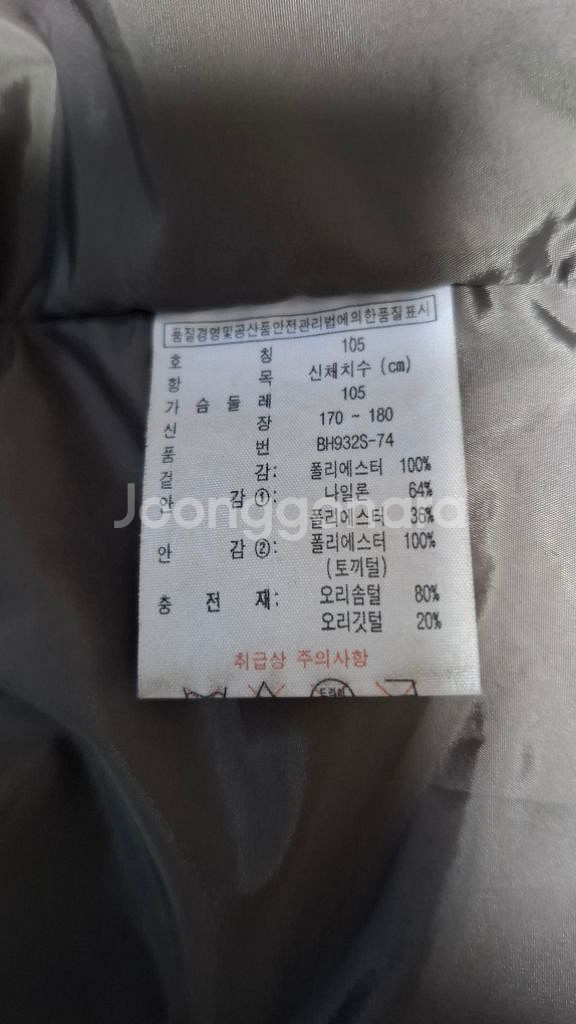 품질경영및공산품안전관리법에의한품질표시
호 칭 105
항 목 신체치수 (cm)
가 슴 둘 레 105
신 장 170 ~ 180
품 번 BH932S-74
겉 감: 폴리에스터 100%
안 감①: 나일론 64%
폴리에스터 36%
안 감②: 폴리에스터 100%
(토끼털)
충 전 재: 오리솜털 80%
오리깃털 20%
취급상 주의사항
Joonggonara